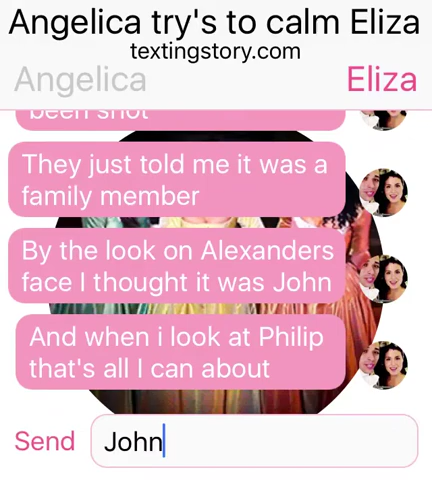 Angelica try's to calm Eliza
textingstory.com
Angelica
Eliza
been shot
They just told me it was a
family member
By the look on Alexanders
face I thought it was John
And when i look at Philip
that's all I can about
Send
John